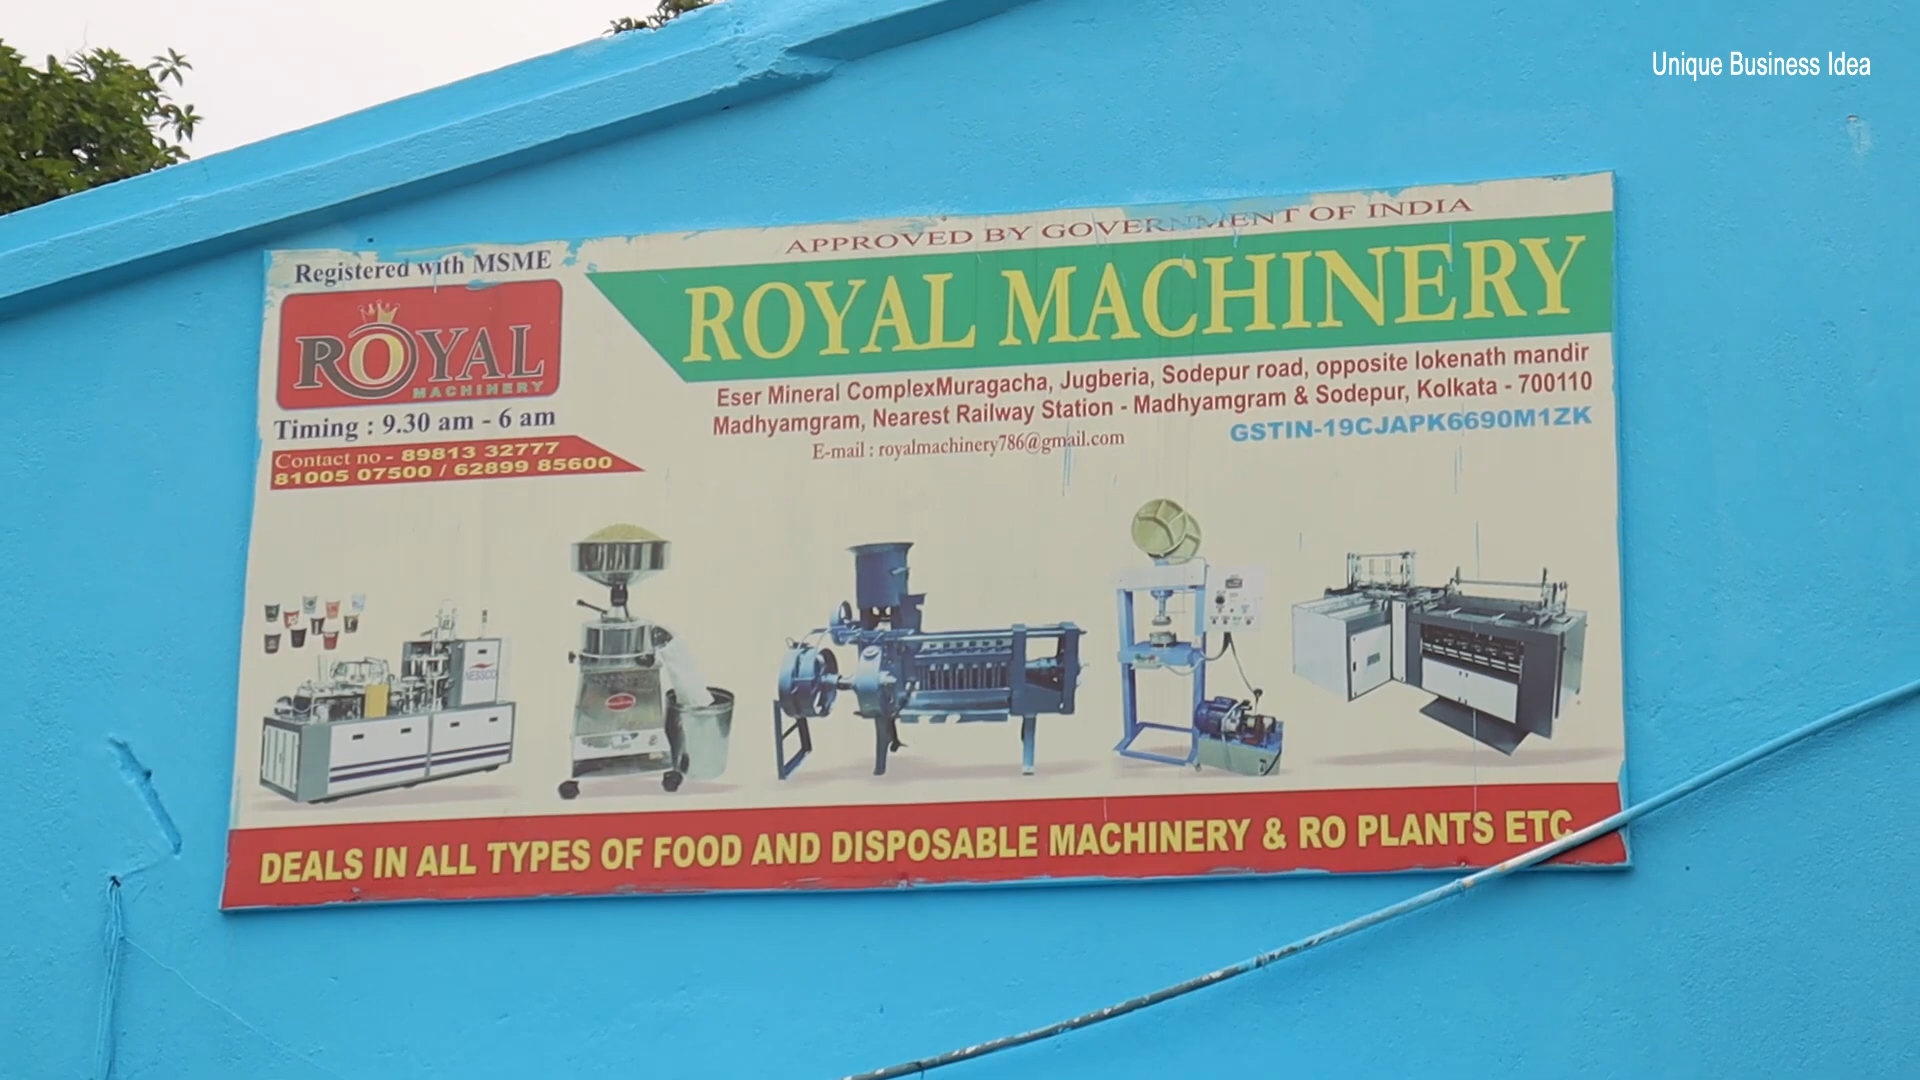 Unique Business Idea
APPROVED BY GOVERNMENT OF INDIA
Registered with MSME
ROYAL MACHINERY
ROYAL
MACHINERY
Eser Mineral ComplexMuragacha, Jugberia, Sodepur road, opposite lokenath mandir
Madhyamgram, Nearest Railway Station - Madhyamgram & Sodepur, Kolkata - 700110
Timing : 9.30 am - 6 am
E-mail : royalmachinery786@gmail.com
GSTIN-19CJAPK6690M1ZK
Contact no - 89813 32777
81005 07500 / 62899 85600
NESSCO
DEALS IN ALL TYPES OF FOOD AND DISPOSABLE MACHINERY & RO PLANTS ETC